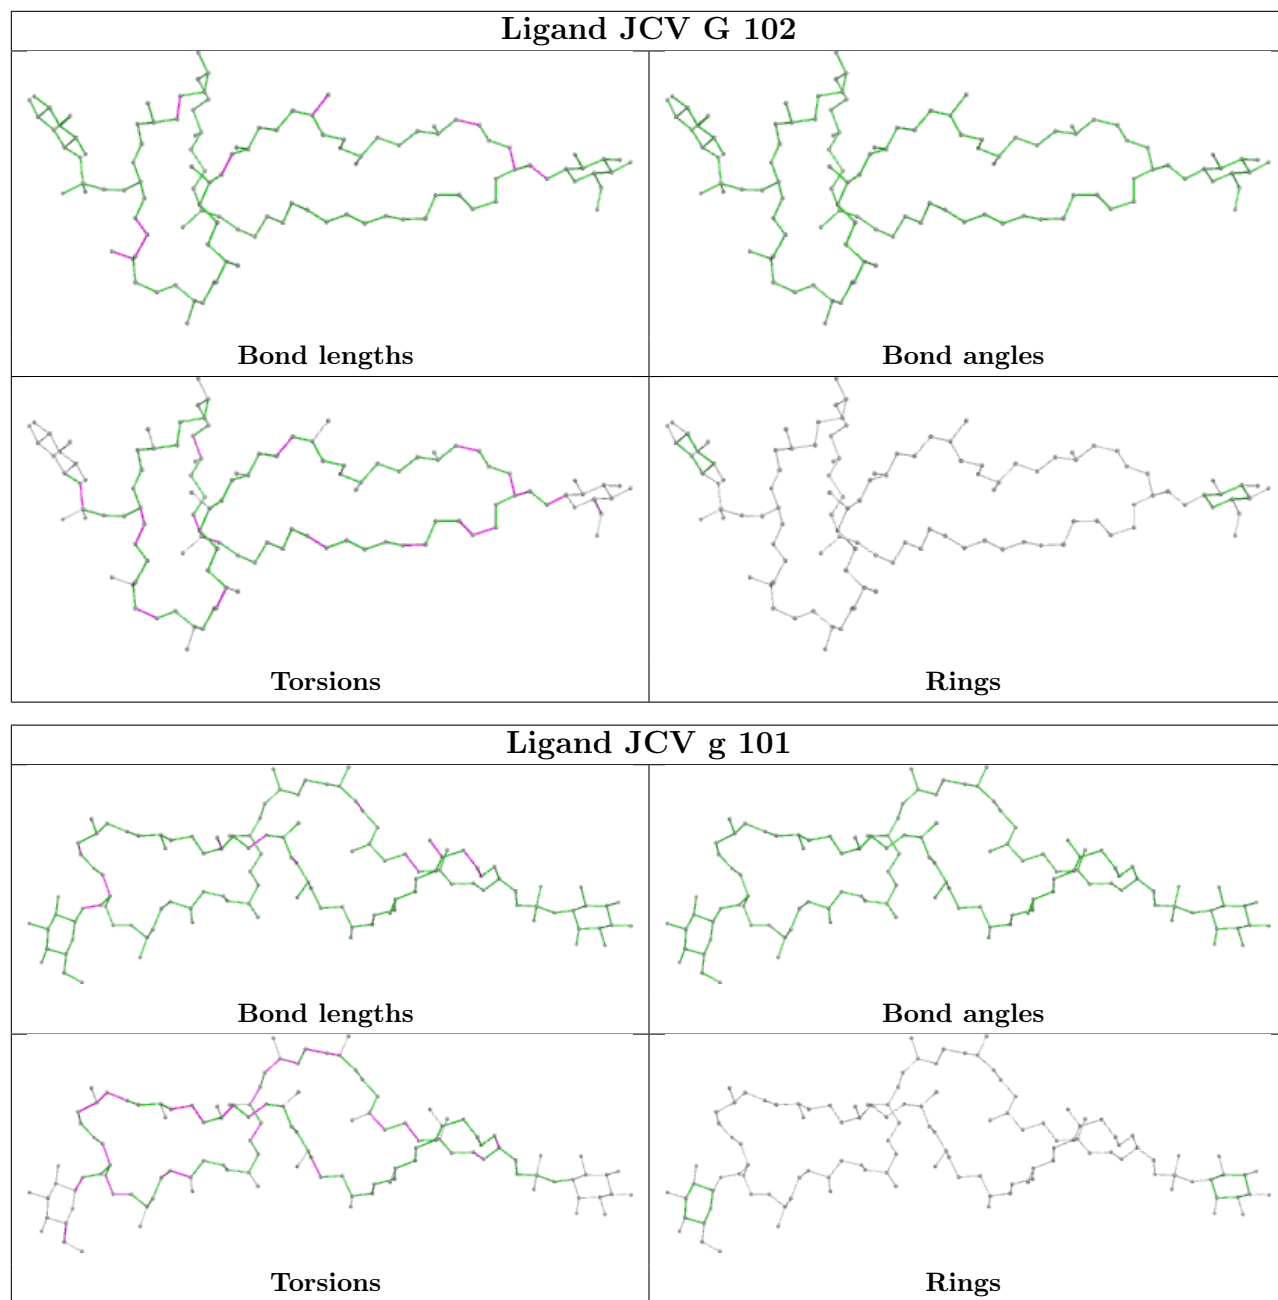 Ligand JCV G 102
Bond lengths
Bond angles
Torsions
Rings
Ligand JCV g 101
Bond lengths
Bond angles
Torsions
Rings